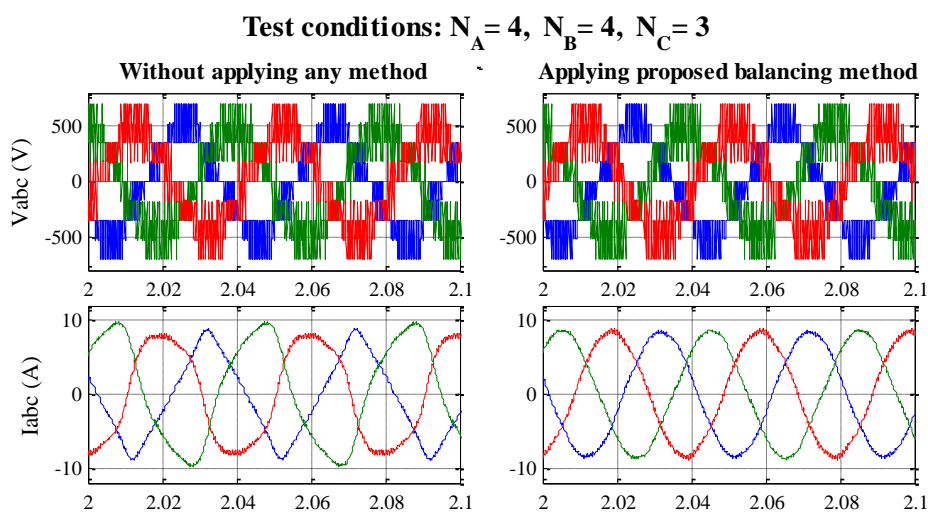 Test conditions: N_A= 4, N_B= 4, N_C= 3
Without applying any method
Applying proposed balancing method
Vabc (V)
500
0
-500
2 2.02 2.04 2.06 2.08 2.1
500
0
-500
2 2.02 2.04 2.06 2.08 2.1
Iabc (A)
10
0
-10
2 2.02 2.04 2.06 2.08 2.1
10
0
-10
2 2.02 2.04 2.06 2.08 2.1